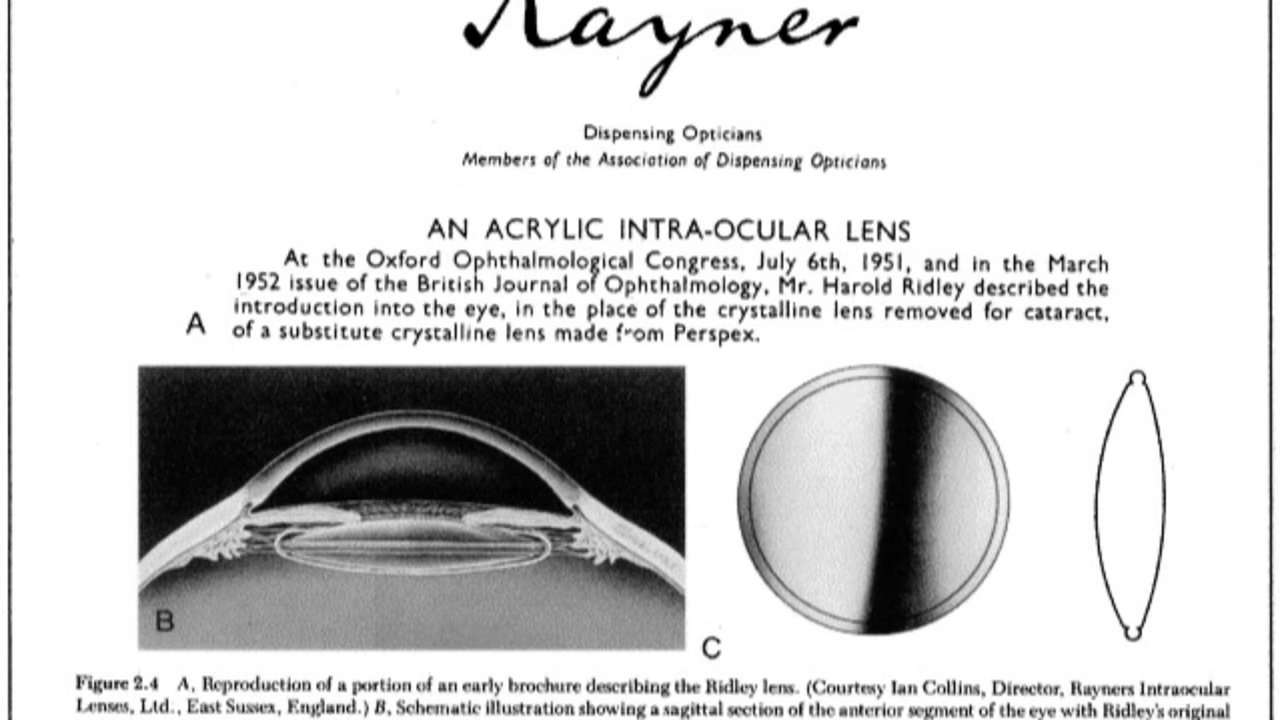 Rayner
Dispensing Opticians
Members of the Association of Dispensing Opticians
AN ACRYLIC INTRA-OCULAR LENS
At the Oxford Ophthalmological Congress, July 6th, 1951, and in the March
1952 issue of the British Journal of Ophthalmology, Mr. Harold Ridley described the
introduction into the eye, in the place of the crystalline lens removed for cataract,
A of a substitute crystalline lens made from Perspex.
B
C
Figure 2.4 A, Reproduction of a portion of an early brochure describing the Ridley lens. (Courtesy Ian Collins, Director, Rayners Intraocular
Lenses, Ltd., East Sussex, England.) B, Schematic illustration showing a sagittal section of the anterior segment of the eye with Ridley's original